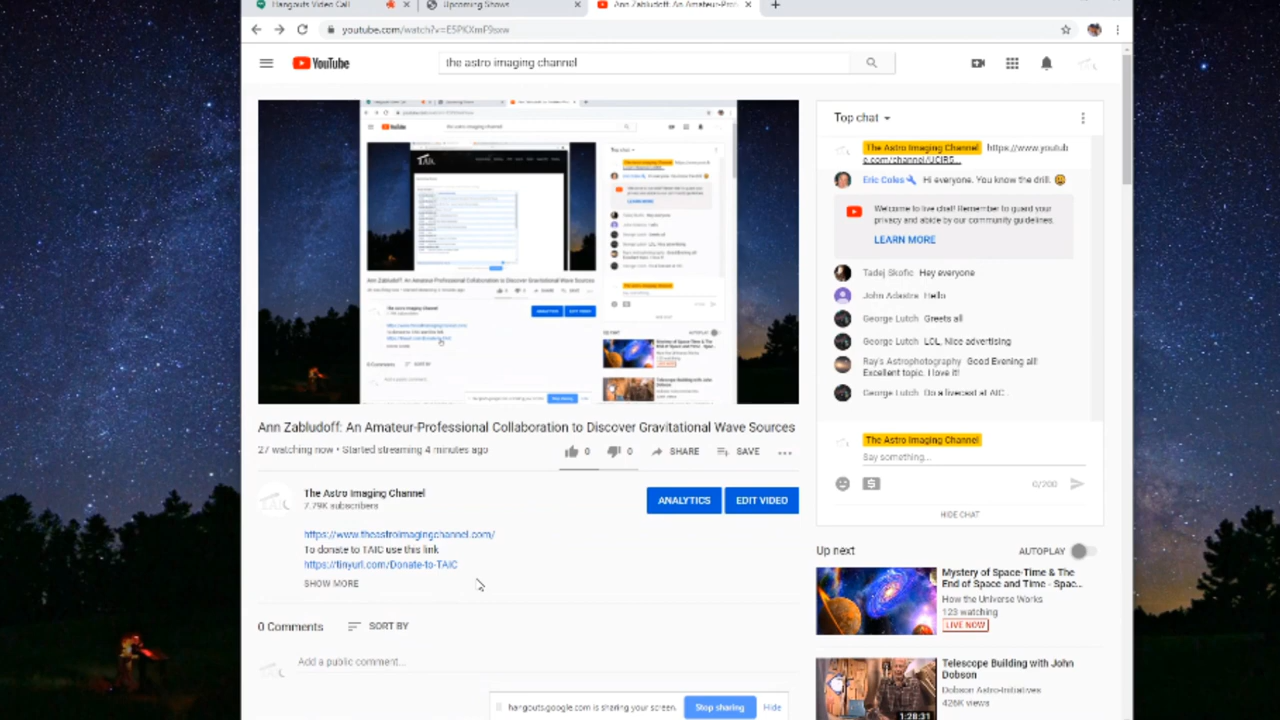 Hangouts Video Call
Upcoming Shows
Ann Zabludoff: An Amateur-Prof
youtube.com/watch?v=E5PKXmF9sxw
YouTube
the astro imaging channel
Top chat
The Astro Imaging Channel https://www.youtub
e.com/channel/UCIR5...
Eric Coles Hi everyone. You know the drill.
Welcome to live chat! Remember to guard your
privacy and abide by our community guidelines.
LEARN MORE
Tadej Skofic Hey everyone
John Adastra Hello
George Lutch Greets all
George Lutch LOL, Nice advertising
Ray's Astrophotography Good Evening all!
Excellent topic. I love it!
George Lutch Do a livecast at AIC .
The Astro Imaging Channel
Say something...
0/200
HIDE CHAT
Ann Zabludoff: An Amateur-Professional Collaboration to Discover Gravitational Wave Sources
27 watching now • Started streaming 4 minutes ago
0
0
SHARE
SAVE
The Astro Imaging Channel
7.79K subscribers
ANALYTICS
EDIT VIDEO
https://www.theastroimagingchannel.com/
To donate to TAIC use this link
https://tinyurl.com/Donate-to-TAIC
SHOW MORE
0 Comments
SORT BY
Add a public comment...
Up next
AUTOPLAY
Mystery of Space-Time & The
End of Space and Time - Spac...
How the Universe Works
123 watching
LIVE NOW
Telescope Building with John
Dobson
Dobson Astro-Initiatives
426K views
1:28:31
hangouts.google.com is sharing your screen.
Stop sharing
Hide